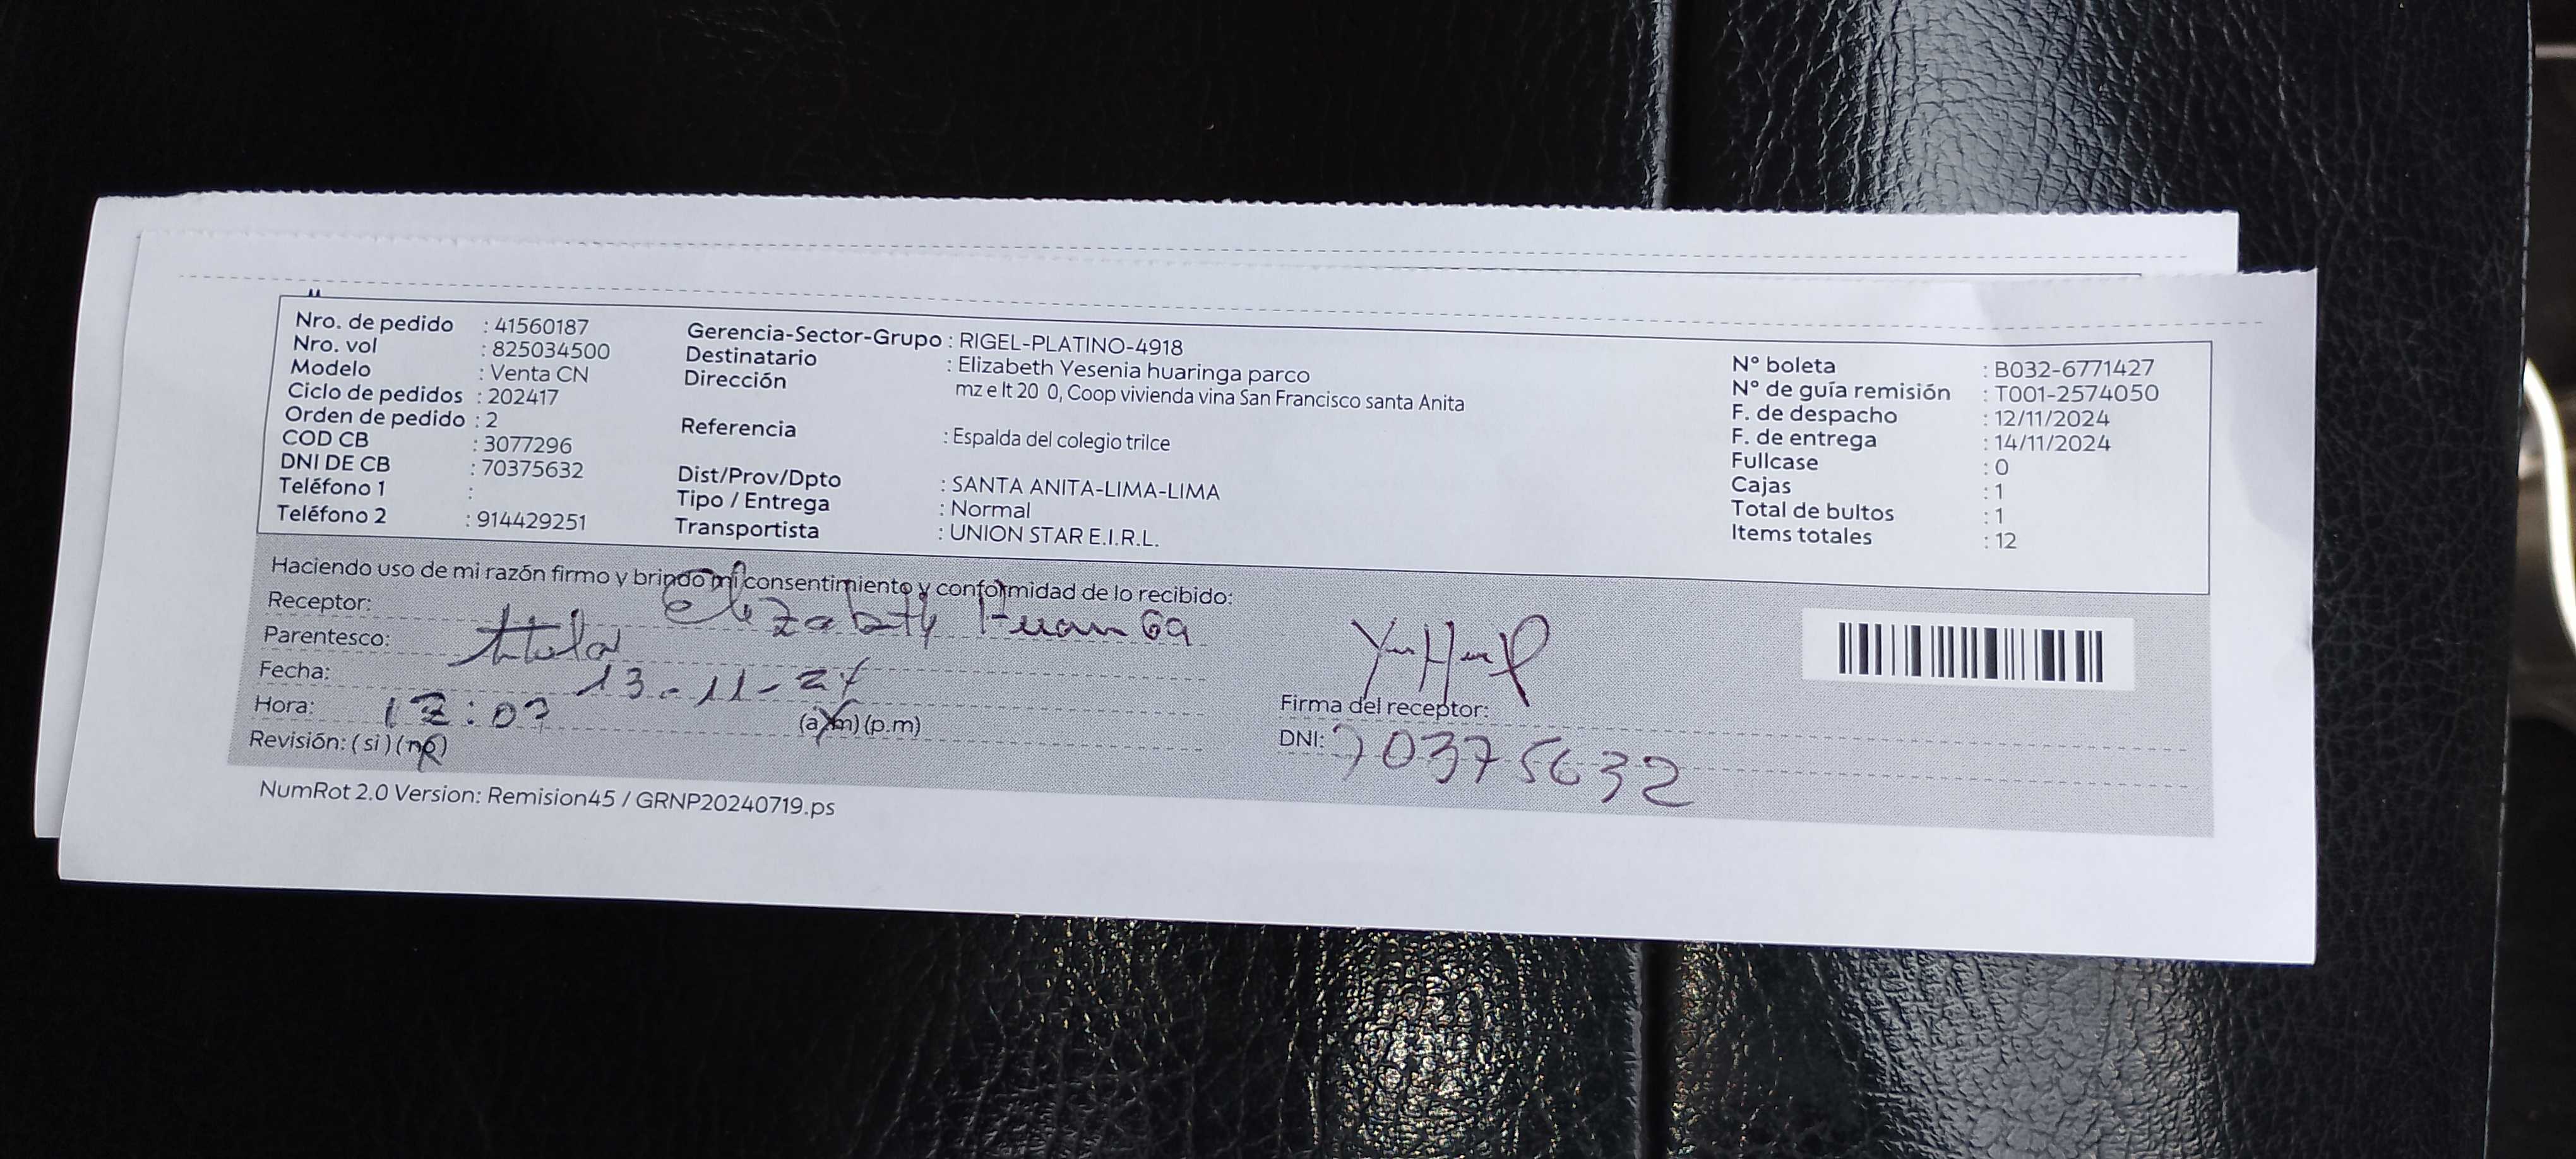 Nro. de pedido : 41560187
Nro. vol : 825034500
Modelo : Venta CN
Ciclo de pedidos : 202417
Orden de pedido : 2
COD CB : 3077296
DNI DE CB : 70375632
Teléfono 1 :
Teléfono 2 : 914429251
Gerencia-Sector-Grupo : RIGEL-PLATINO-4918
Destinatario : Elizabeth Yesenia huaringa parco
Dirección mz e lt 20 0, Coop vivienda vina San Francisco santa Anita
Referencia : Espalda del colegio trilce
Dist/Prov/Dpto : SANTA ANITA-LIMA-LIMA
Tipo / Entrega : Normal
Transportista : UNION STAR E.I.R.L.
N° boleta : B032-6771427
N° de guía remisión : T001-2574050
F. de despacho : 12/11/2024
F. de entrega : 14/11/2024
Fullcase : 0
Cajas : 1
Total de bultos : 1
Items totales : 12
Haciendo uso de mi razón firmo y brindo mi consentimiento y conformidad de lo recibido:
Receptor: Elizabeth
Parentesco: titular
Fecha: 13-11-24
Hora: (a.m) (p.m)
Revisión: (si) (no)
Firma del receptor:
DNI: 70375632
NumRot 2.0 Version: Remision45 / GRNP20240719.ps